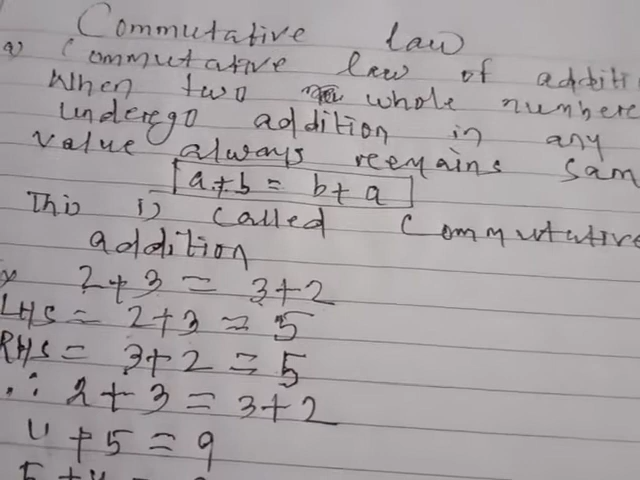 Commutative law
a) Commutative law of additi
When two whole numbers
undergo addition in any
value always remains sam
a+b = b+a
This is called Commutative
addition
2+3 = 3+2
LHS = 2+3 = 5
RHS = 3+2 = 5
∴ 2+3 = 3+2
4+5 = 9
5+4 =